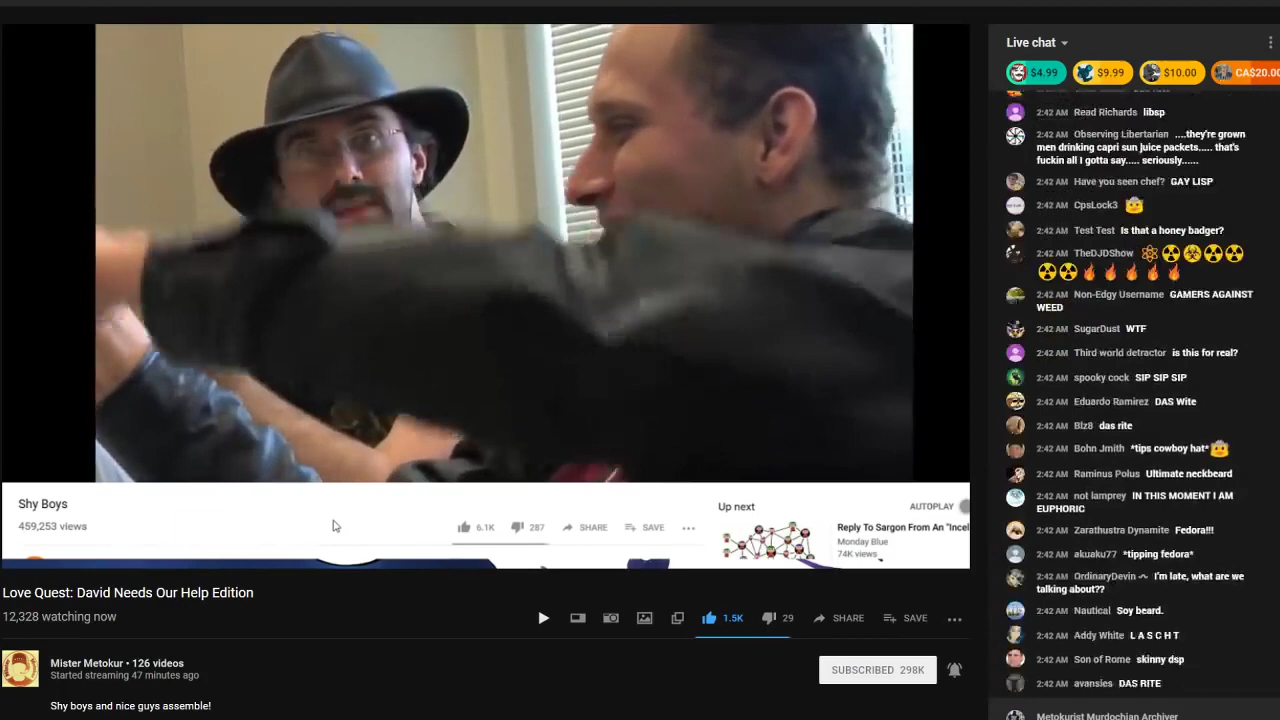 Shy Boys
459,253 views
6.1K
287
SHARE
SAVE
Up next
AUTOPLAY
Reply To Sargon From An "Incel
Monday Blue
74K views
Love Quest: David Needs Our Help Edition
12,328 watching now
1.5K
29
SHARE
SAVE
Mister Metokur • 126 videos
Started streaming 47 minutes ago
SUBSCRIBED 298K
Shy boys and nice guys assemble!
Live chat
$4.99
$9.99
$10.00
CA$20.00
2:42 AM Read Richards libsp
2:42 AM Observing Libertarian ....they're grown
men drinking capri sun juice packets..... that's
fuckin all I gotta say..... seriously......
2:42 AM Have you seen chef? GAY LISP
2:42 AM CpsLock3
2:42 AM Test Test Is that a honey badger?
2:42 AM TheDJDShow
2:42 AM Non-Edgy Username GAMERS AGAINST
WEED
2:42 AM SugarDust WTF
2:42 AM Third world detractor is this for real?
2:42 AM spooky cock SIP SIP SIP
2:42 AM Eduardo Ramirez DAS Wite
2:42 AM Blz8 das rite
2:42 AM Bohn Jmith *tips cowboy hat*
2:42 AM Raminus Polus Ultimate neckbeard
2:42 AM not lamprey IN THIS MOMENT I AM
EUPHORIC
2:42 AM Zarathustra Dynamite Fedora!!!
2:42 AM akuaku77 *tipping fedora*
2:42 AM OrdinaryDevin I'm late, what are we
talking about??
2:42 AM Nautical Soy beard.
2:42 AM Addy White L A S C H T
2:42 AM Son of Rome skinny dsp
2:42 AM avansies DAS RITE
Metokurist Murdochian Archiver